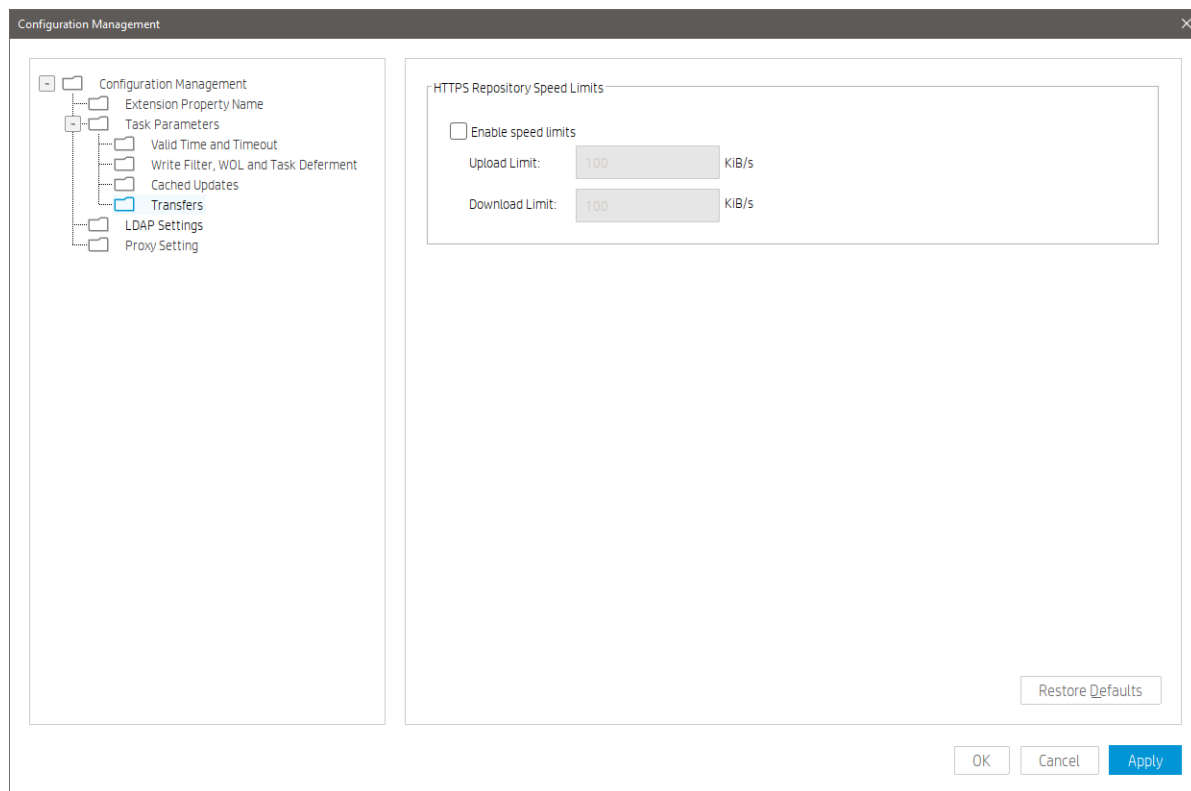 Configuration Management
Configuration Management
Extension Property Name
Task Parameters
Valid Time and Timeout
Write Filter, WOL and Task Deferment
Cached Updates
Transfers
LDAP Settings
Proxy Setting
HTTPS Repository Speed Limits
Enable speed limits
Upload Limit: 100 KiB/s
Download Limit: 100 KiB/s
Restore Defaults
OK Cancel Apply